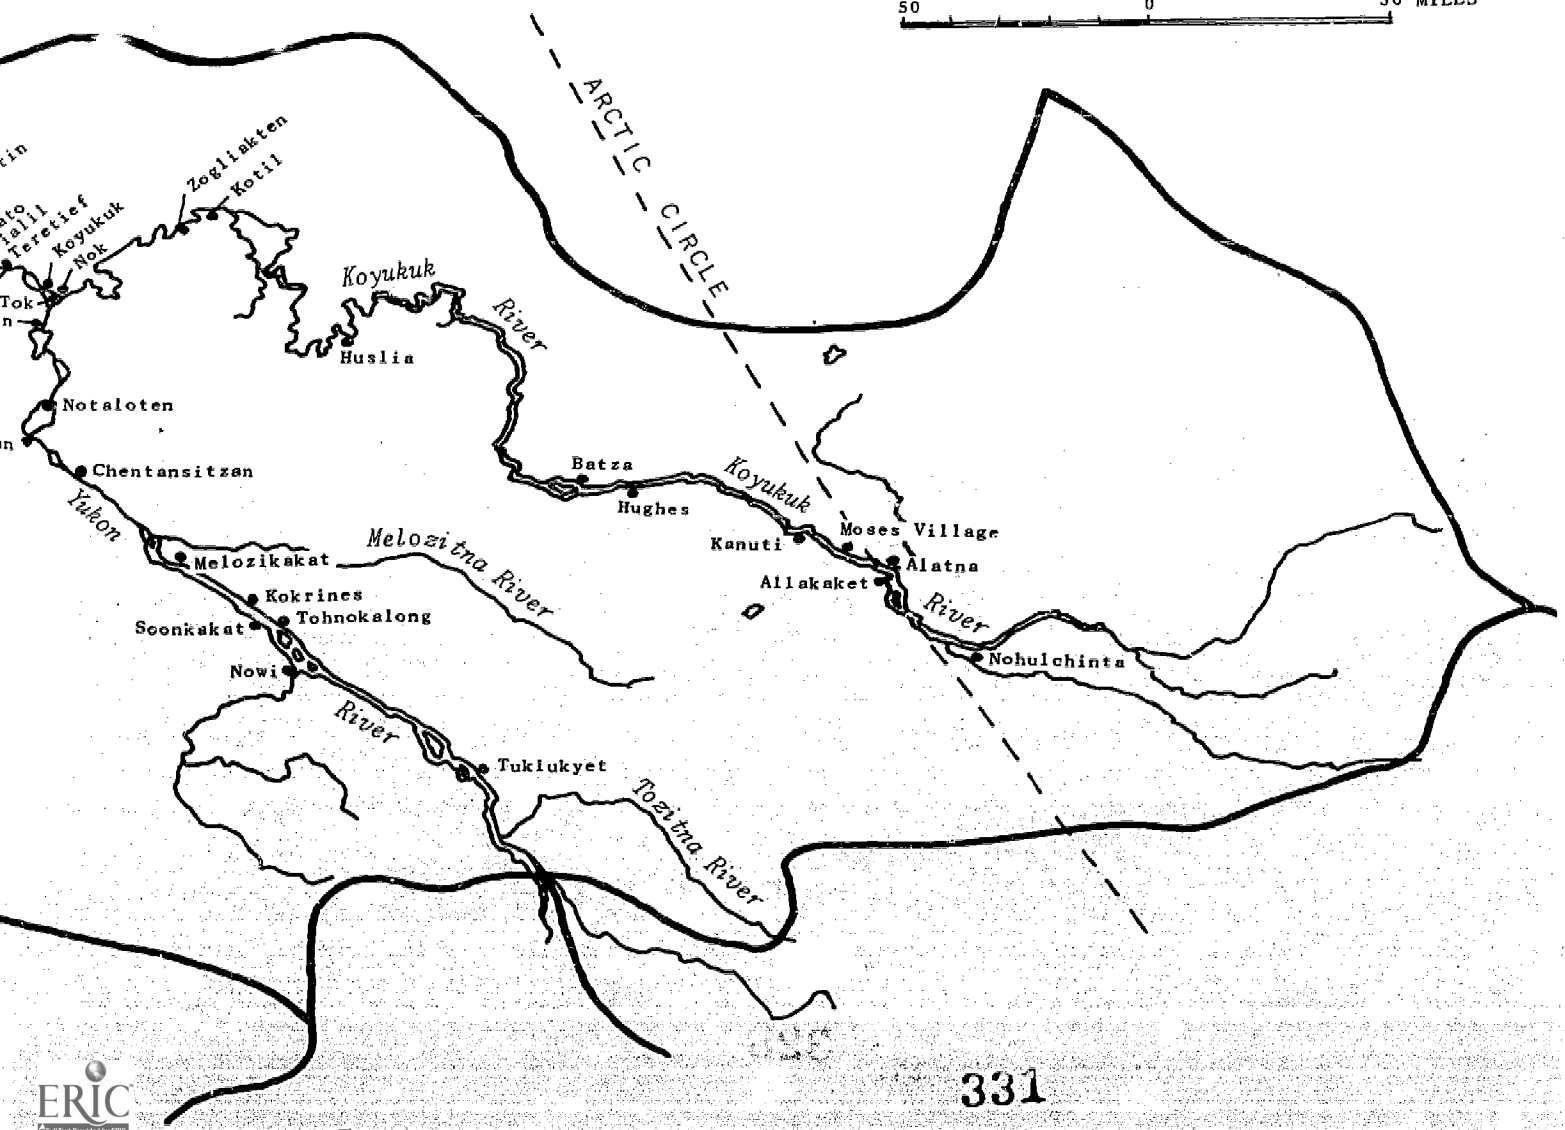 50 0 50 MILES
ARCTIC CIRCLE
Zogliakten
Kotil
Teretief
Koyukuk
Nok
Tok
Koyukuk
River
Huslia
Notaloten
Chentansitzan
Yukon
Batza
Hughes
Koyukuk
Moses Village
Kanuti
Alatna
Allakaket
River
Melozitna River
Melozikakat
Kokrines
Tohnokalong
Soonkakat
Nowi
Nohulchinta
River
Tukiukyet
Tozitna River
331
ERIC